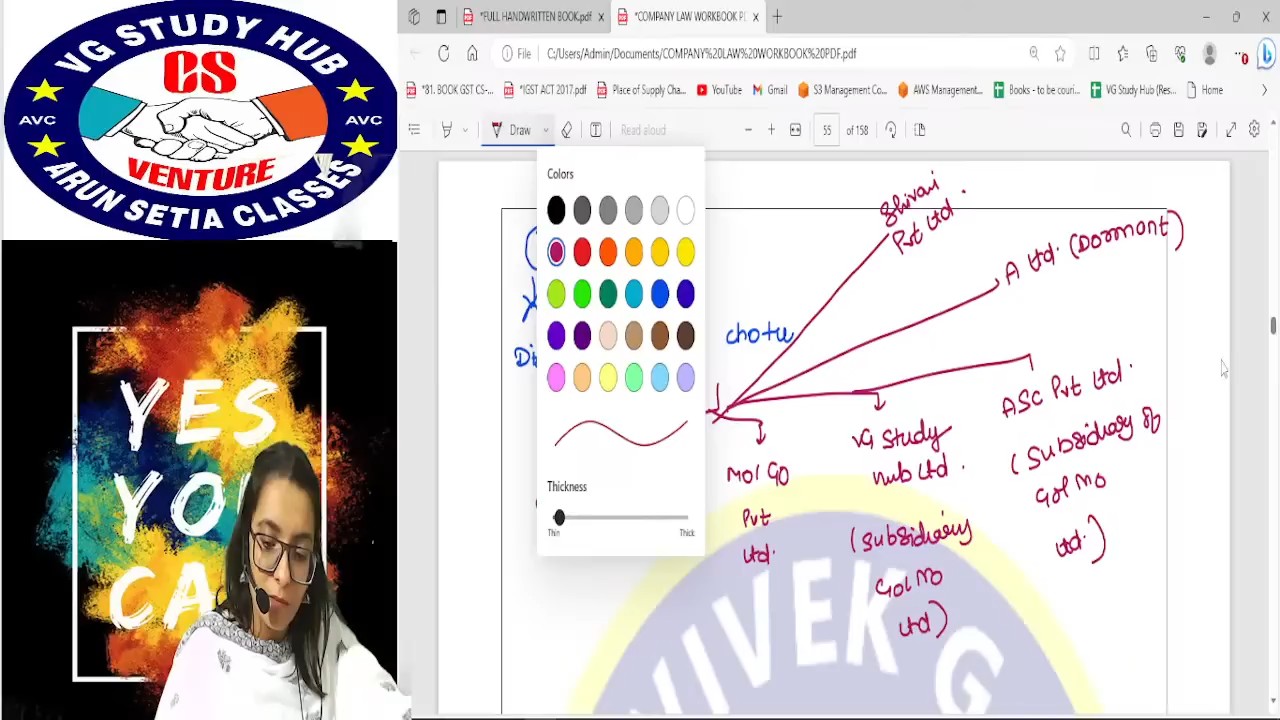 VG STUDY HUB
CS
AVC
AVC
VENTURE
ARUN SETIA CLASSES
YES
YO
CA
*FULL HANDWRITTEN BOOK.pdf
*COMPANY LAW WORKBOOK PD
File
C:/Users/Admin/Documents/COMPANY%20LAW%20WORKBOOK%20PDF.pdf
*81. BOOK GST CS-...
*IGST ACT 2017.pdf
Place of Supply Cha...
YouTube
Gmail
S3 Management Co...
AWS Management...
Books - to be couri...
VG Study Hub (Res...
Home
Draw
Read aloud
55
of 158
Colors
Thickness
Thin
Thick
Shivani
Pvt Ltd
A Ltd. (Dormant)
chotu
Di
Mol GO
Pvt
Ltd.
VG Study
Hub Ltd.
(Subsidiary
Gol Mo
Ltd)
ASC Pvt Ltd.
(Subsidiary of
Gol Mo
Ltd.)
IVEK G